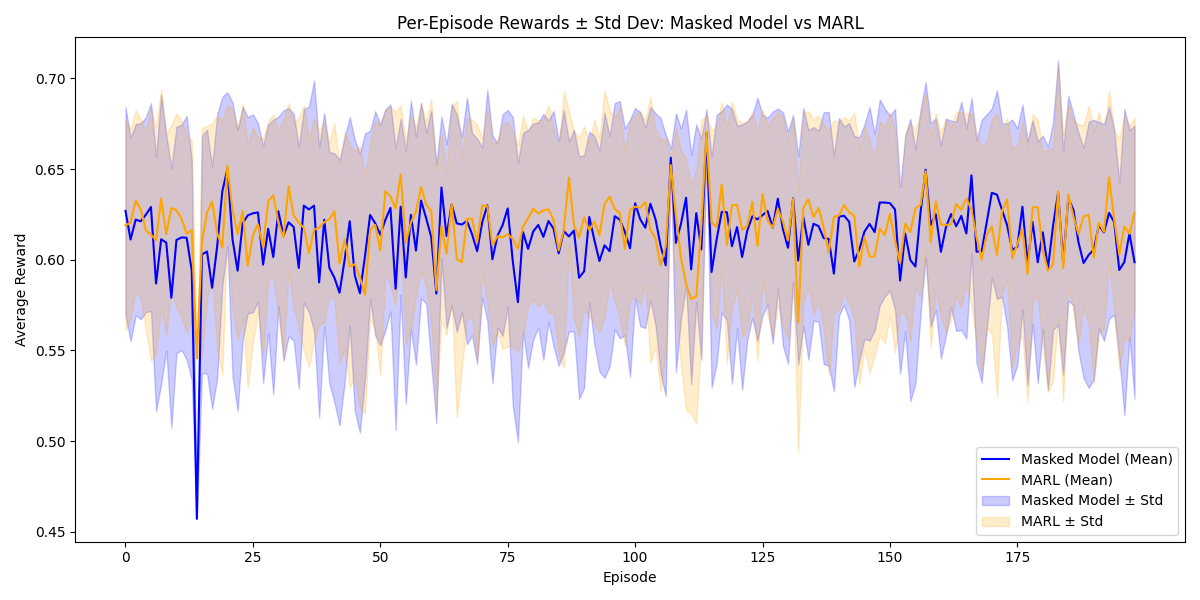 Per-Episode Rewards ± Std Dev: Masked Model vs MARL
Average Reward
0.70
0.65
0.60
0.55
0.50
0.45
0
25
50
75
100
125
150
175
Episode
Masked Model (Mean)
MARL (Mean)
Masked Model ± Std
MARL ± Std